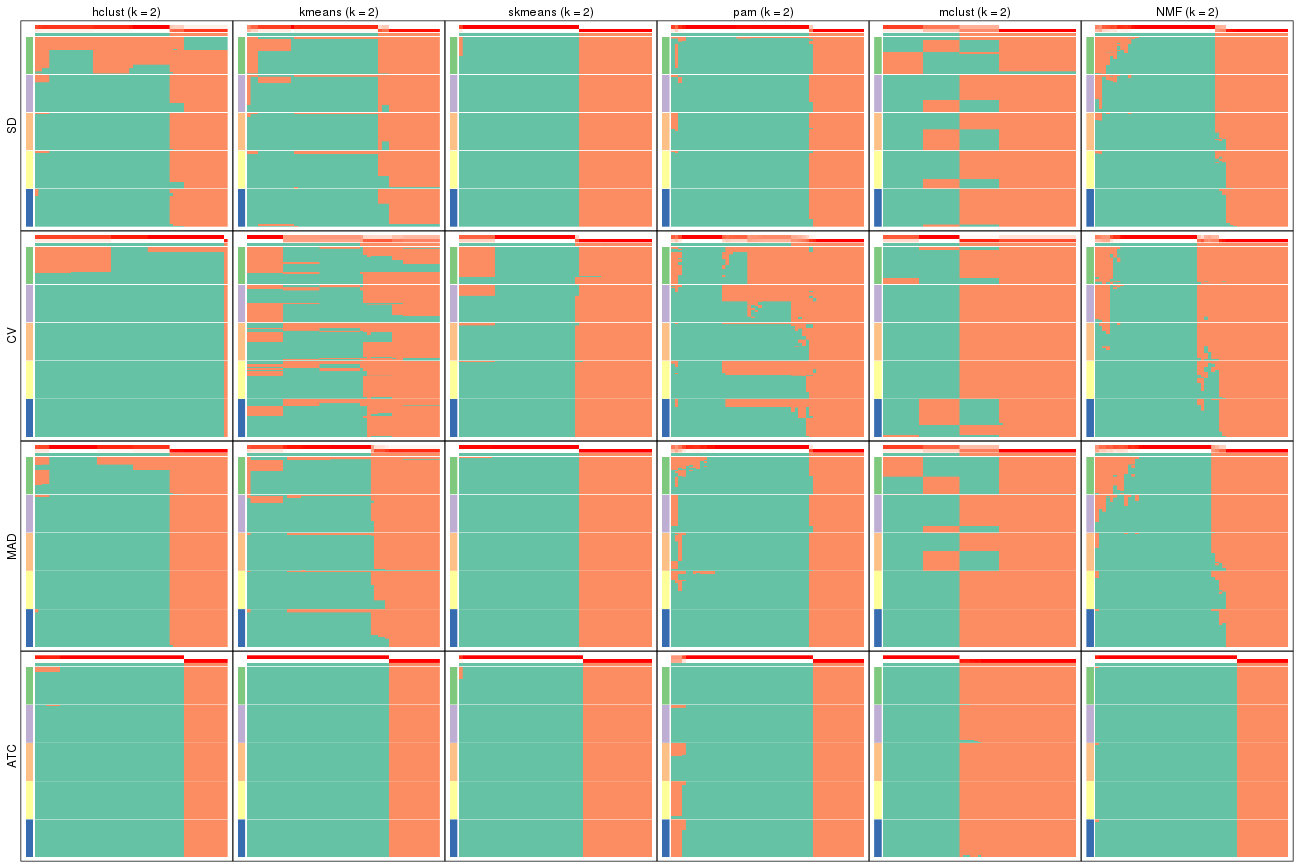 hclust (k = 2)
kmeans (k = 2)
skmeans (k = 2)
pam (k = 2)
mclust (k = 2)
NMF (k = 2)
SD
CV
MAD
ATC